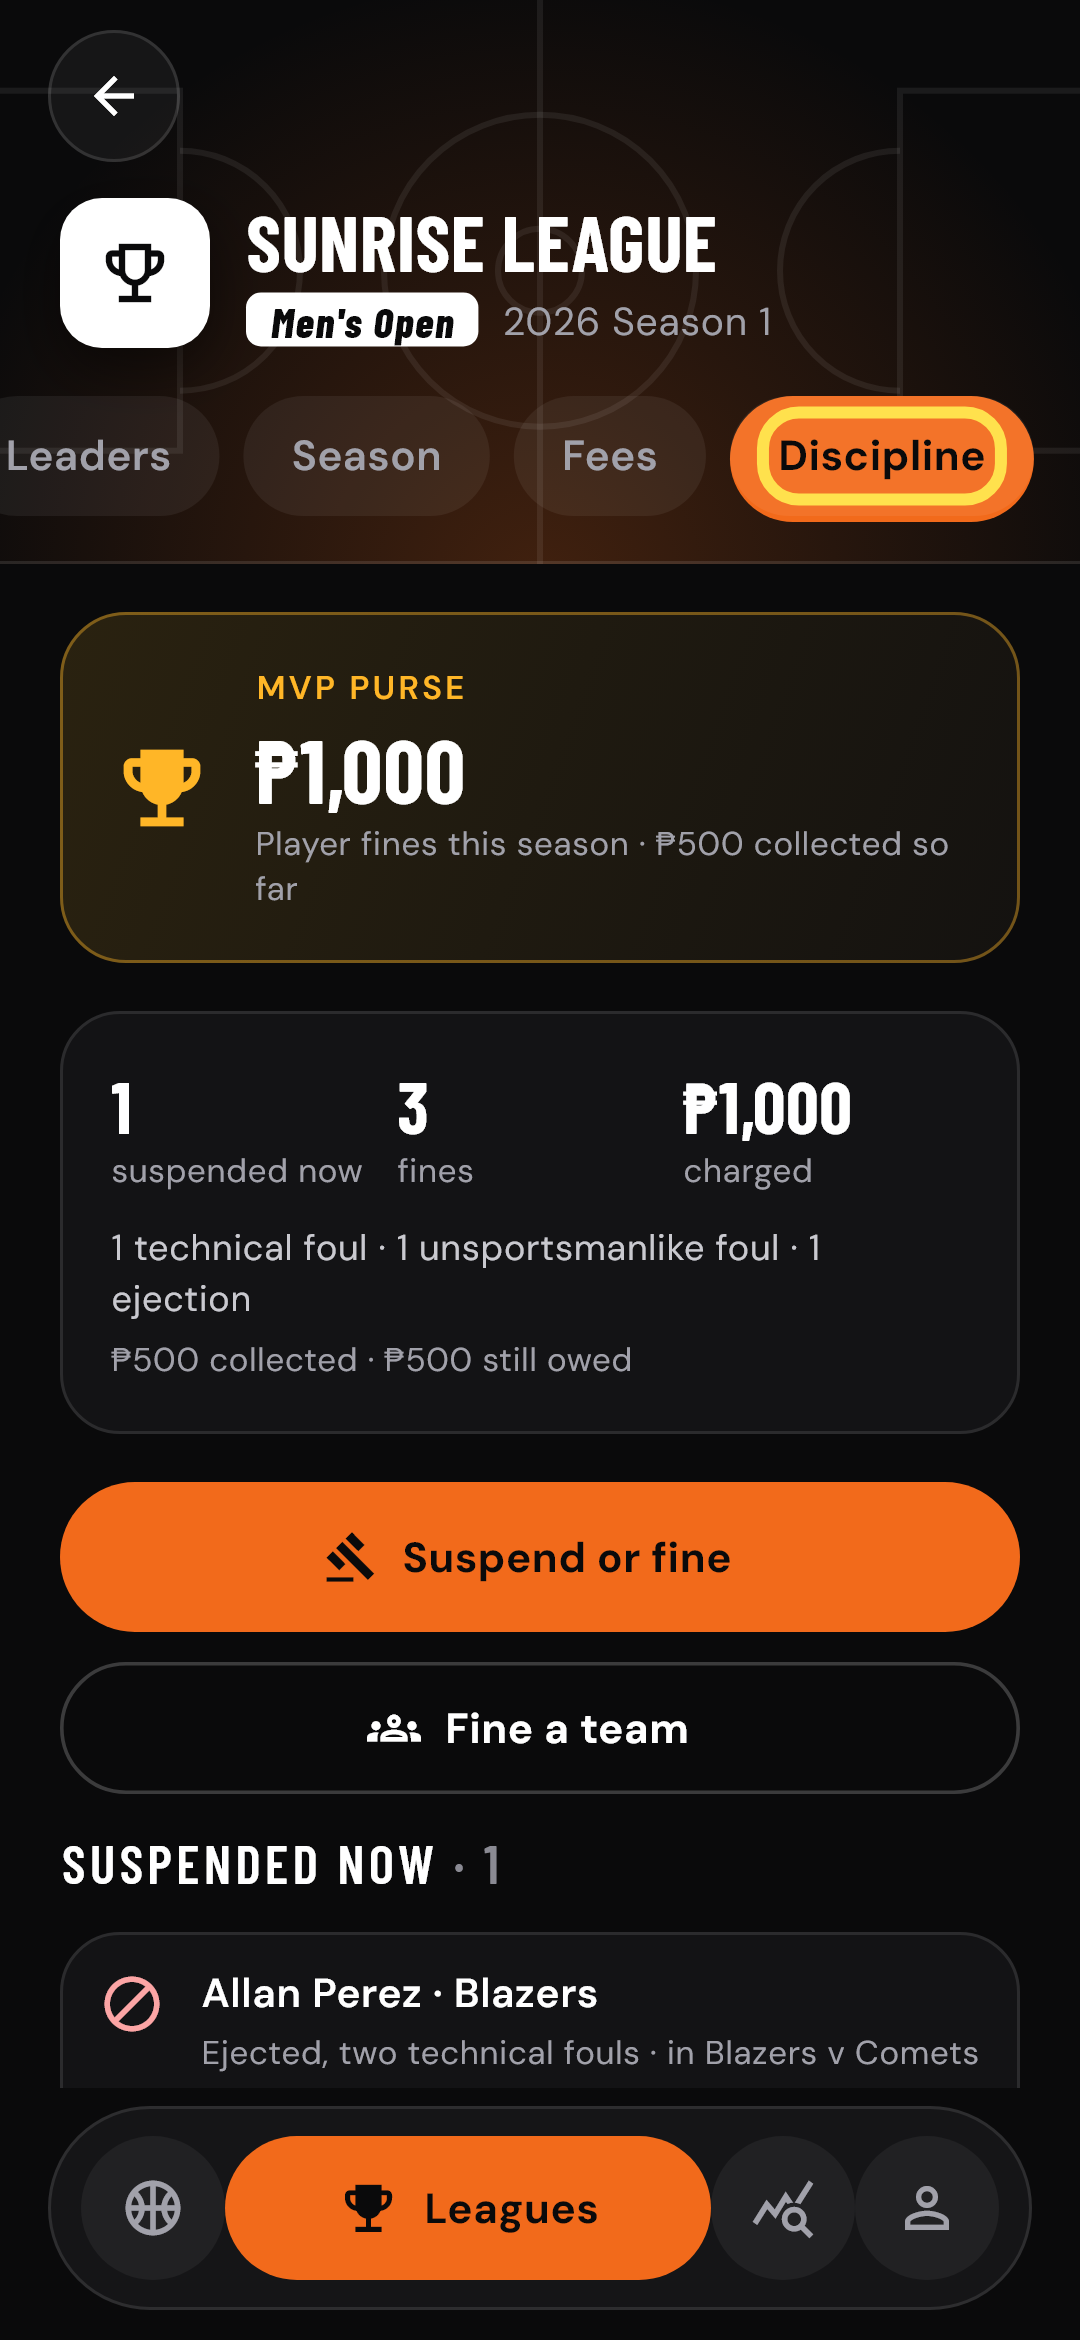 SUNRISE LEAGUE
Men's Open 2026 Season 1
Leaders Season Fees Discipline
MVP PURSE
₱1,000
Player fines this season · ₱500 collected so
far
1 3 ₱1,000
suspended now fines charged
1 technical foul · 1 unsportsmanlike foul · 1
ejection
₱500 collected · ₱500 still owed
Suspend or fine
Fine a team
SUSPENDED NOW · 1
Allan Perez · Blazers
Ejected, two technical fouls · in Blazers v Comets
Leagues